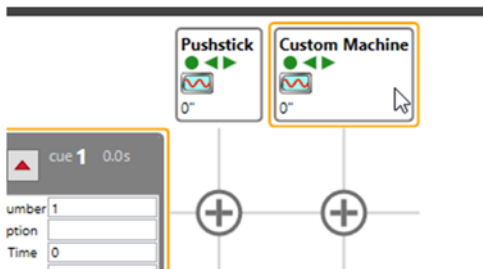 Pushstick
Custom Machine
0"
0"
cue 1 0.0s
umber 1
ption
Time 0